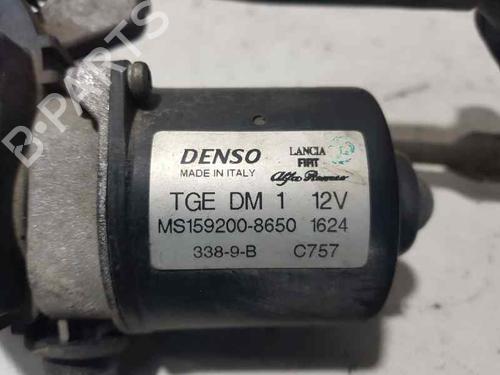 B-PARTS
DENSO
MADE IN ITALY
LANCIA
FIAT
Alfa Romeo
TGE DM 1 12V
MS159200-8650 1624
338-9-B C757